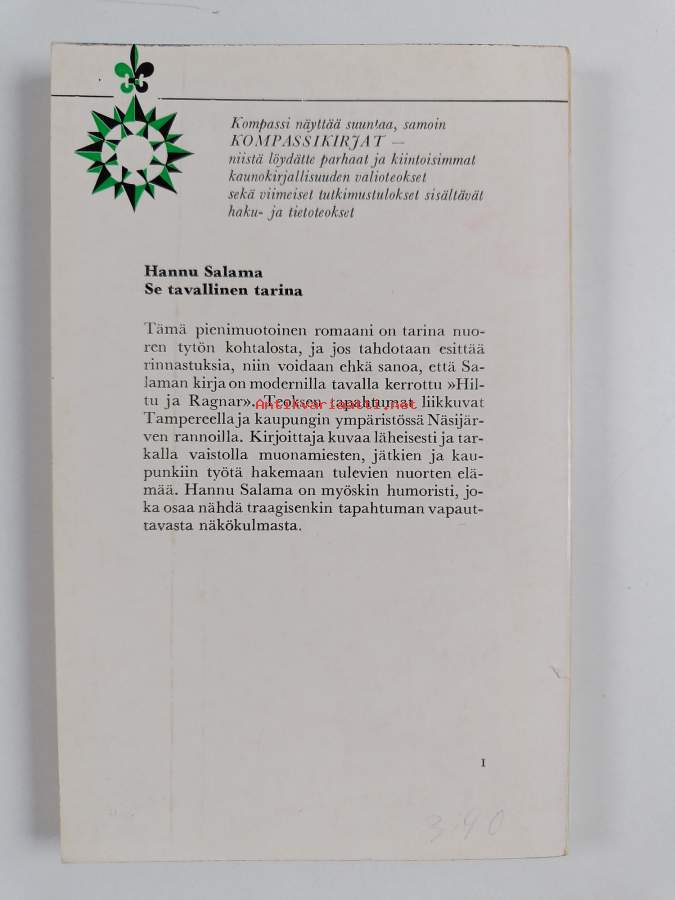 Kompassi näyttää suuntaa, samoin
KOMPASSIKIRJAT —
niistä löydätte parhaat ja kiintoisimmat
kaunokirjallisuuden valioteokset
sekä viimeiset tutkimustulokset sisältävät
haku- ja tietoteokset
Hannu Salama
Se tavallinen tarina
Tämä pienimuotoinen romaani on tarina nuo-
ren tytön kohtalosta, ja jos tahdotaan esittää
rinnastuksia, niin voidaan ehkä sanoa, että Sa-
laman kirja on modernilla tavalla kerrottu »Hil-
tu ja Ragnar». Teoksen tapahtumat liikkuvat
Antikvariaatti.net
Tampereella ja kaupungin ympäristössä Näsijär-
ven rannoilla. Kirjoittaja kuvaa läheisesti ja tar-
kalla vaistolla muonamiesten, jätkien ja kau-
punkiin työtä hakemaan tulevien nuorten elä-
mää. Hannu Salama on myöskin humoristi, jo-
ka osaa nähdä traagisenkin tapahtuman vapaut-
tavasta näkökulmasta.
1
3.90